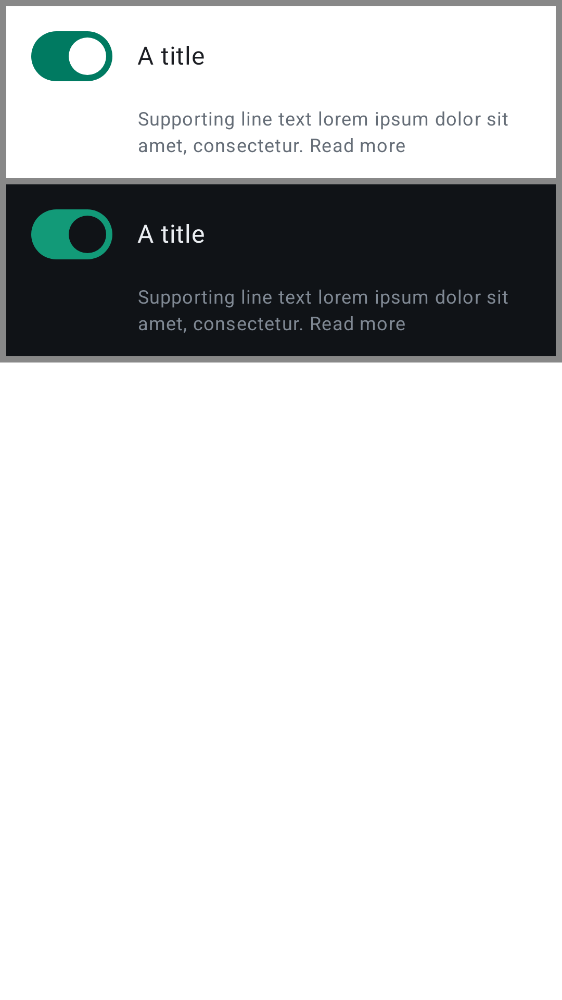 A title
Supporting line text lorem ipsum dolor sit
amet, consectetur. Read more
A title
Supporting line text lorem ipsum dolor sit
amet, consectetur. Read more